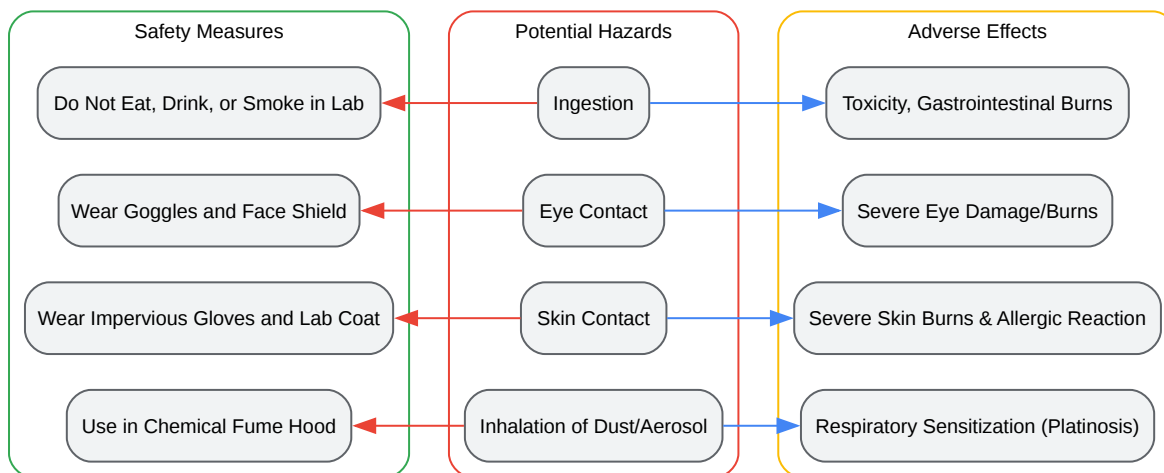 Safety Measures
Potential Hazards
Adverse Effects
Do Not Eat, Drink, or Smoke in Lab
Ingestion
Toxicity, Gastrointestinal Burns
Wear Goggles and Face Shield
Eye Contact
Severe Eye Damage/Burns
Wear Impervious Gloves and Lab Coat
Skin Contact
Severe Skin Burns & Allergic Reaction
Use in Chemical Fume Hood
Inhalation of Dust/Aerosol
Respiratory Sensitization (Platinosis)